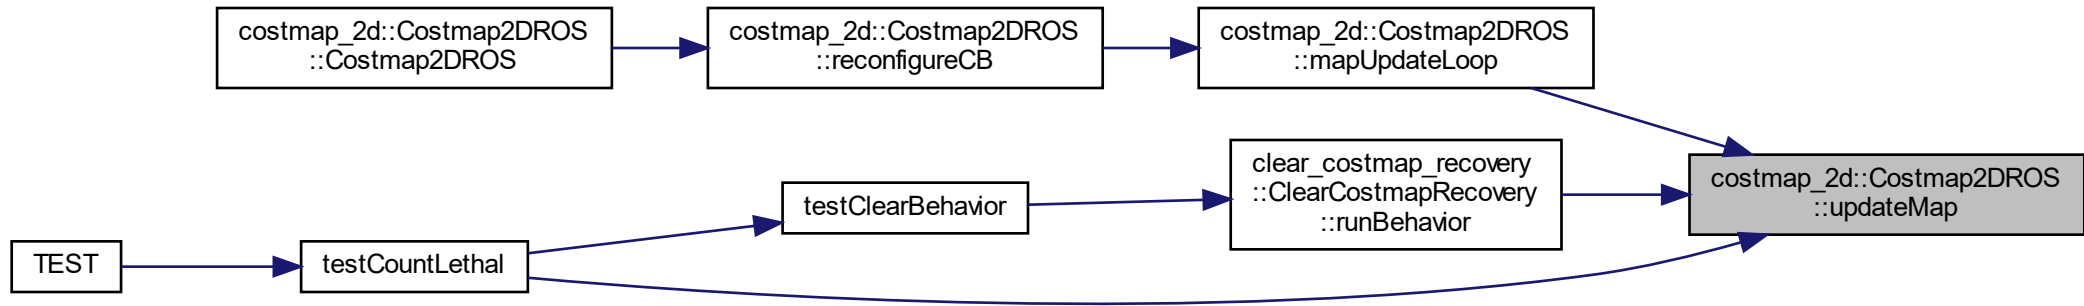 costmap_2d::Costmap2DROS
::Costmap2DROS
costmap_2d::Costmap2DROS
::reconfigureCB
costmap_2d::Costmap2DROS
::mapUpdateLoop
clear_costmap_recovery
::ClearCostmapRecovery
::runBehavior
costmap_2d::Costmap2DROS
::updateMap
testClearBehavior
TEST
testCountLethal